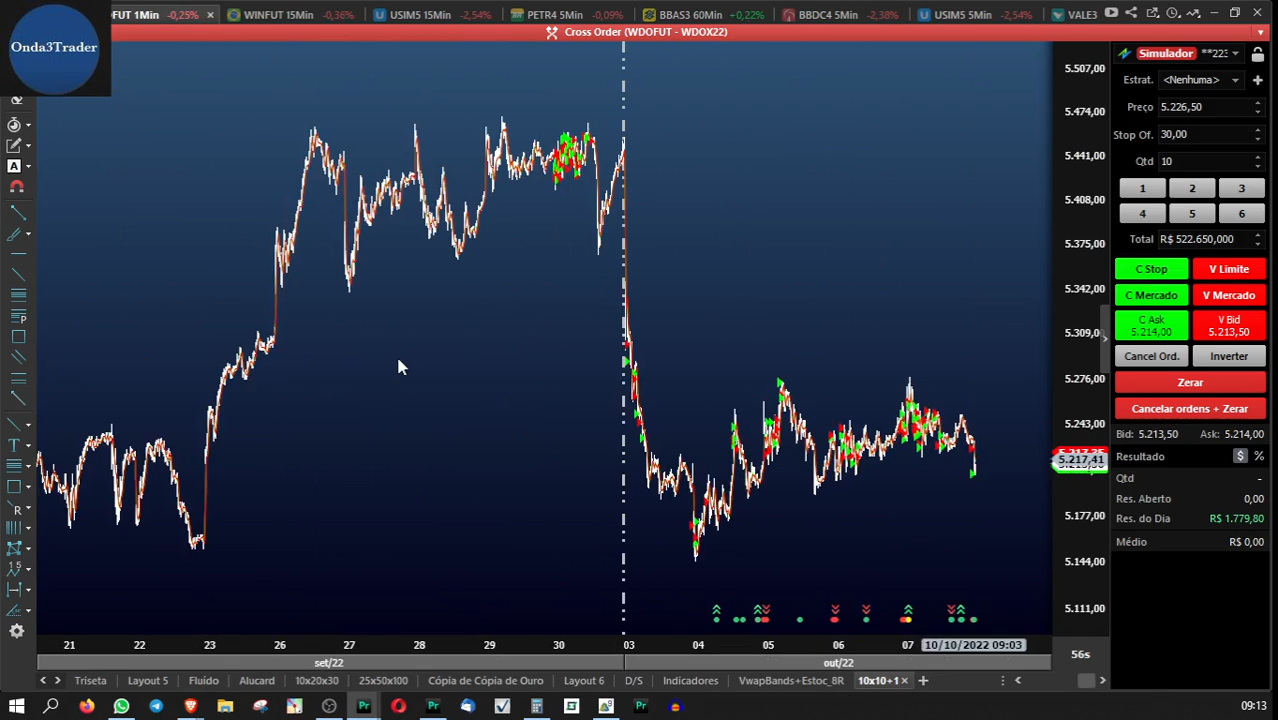 Onda3Trader
OFUT 1Min -0,25% ×
WINFUT 15Min -0,36%
USIM5 15Min -2,54%
PETR4 5Min -0,09%
BBAS3 60Min +0,22%
BBDC4 5Min -2,38%
USIM5 5Min -2,54%
VALE3
Cross Order (WDOFUT - WDOX22)
5.507,00
5.474,00
5.441,00
5.408,00
5.375,00
5.342,00
5.309,00
5.276,00
5.243,00
5.217,41
5.177,00
5.144,00
5.111,00
56s
21 22 23 26 27 28 29 30 03 04 05 06 07 10/10/2022 09:03
set/22 out/22
Triseta Layout 5 Fluído Alucard 10x20x30 25x50x100 Cópia de Cópia de Ouro Layout 6 D/S Indicadores VwapBands+Estoc_8R 10x10+1 × +
Simulador **223
Estrat. <Nenhuma>
Preço 5.226,50
Stop Of. 30,00
Qtd 10
1 2 3
4 5 6
Total R$ 522.650,000
C Stop V Limite
C Mercado V Mercado
C Ask V Bid
5.214,00 5.213,50
Cancel Ord. Inverter
Zerar
Cancelar ordens + Zerar
Bid: 5.213,50 Ask: 5.214,00
Resultado $ %
Qtd -
Res. Aberto 0,00
Res. do Dia R$ 1.779,80
Médio R$ 0,00
09:13